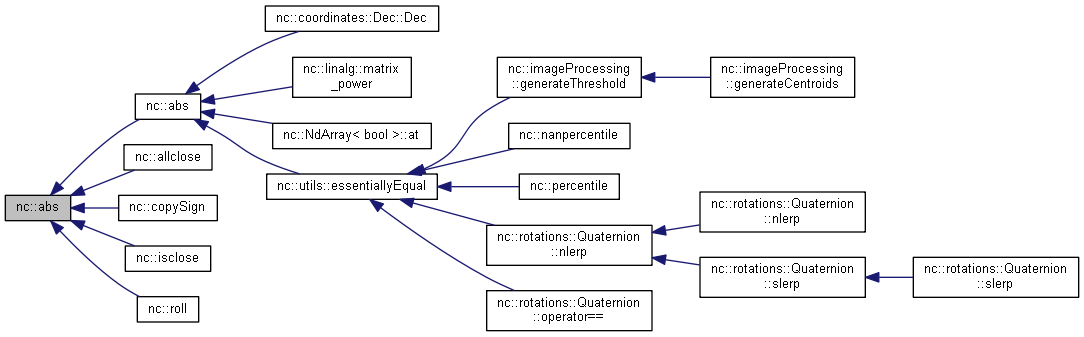 nc::coordinates::Dec::Dec
nc::linalg::matrix
_power
nc::imageProcessing
::generateThreshold
nc::imageProcessing
::generateCentroids
nc::abs
nc::NdArray< bool >::at
nc::nanpercentile
nc::allclose
nc::utils::essentiallyEqual
nc::percentile
nc::abs
nc::copySign
nc::rotations::Quaternion
::nlerp
nc::rotations::Quaternion
::nlerp
nc::isclose
nc::rotations::Quaternion
::slerp
nc::rotations::Quaternion
::slerp
nc::roll
nc::rotations::Quaternion
::operator==